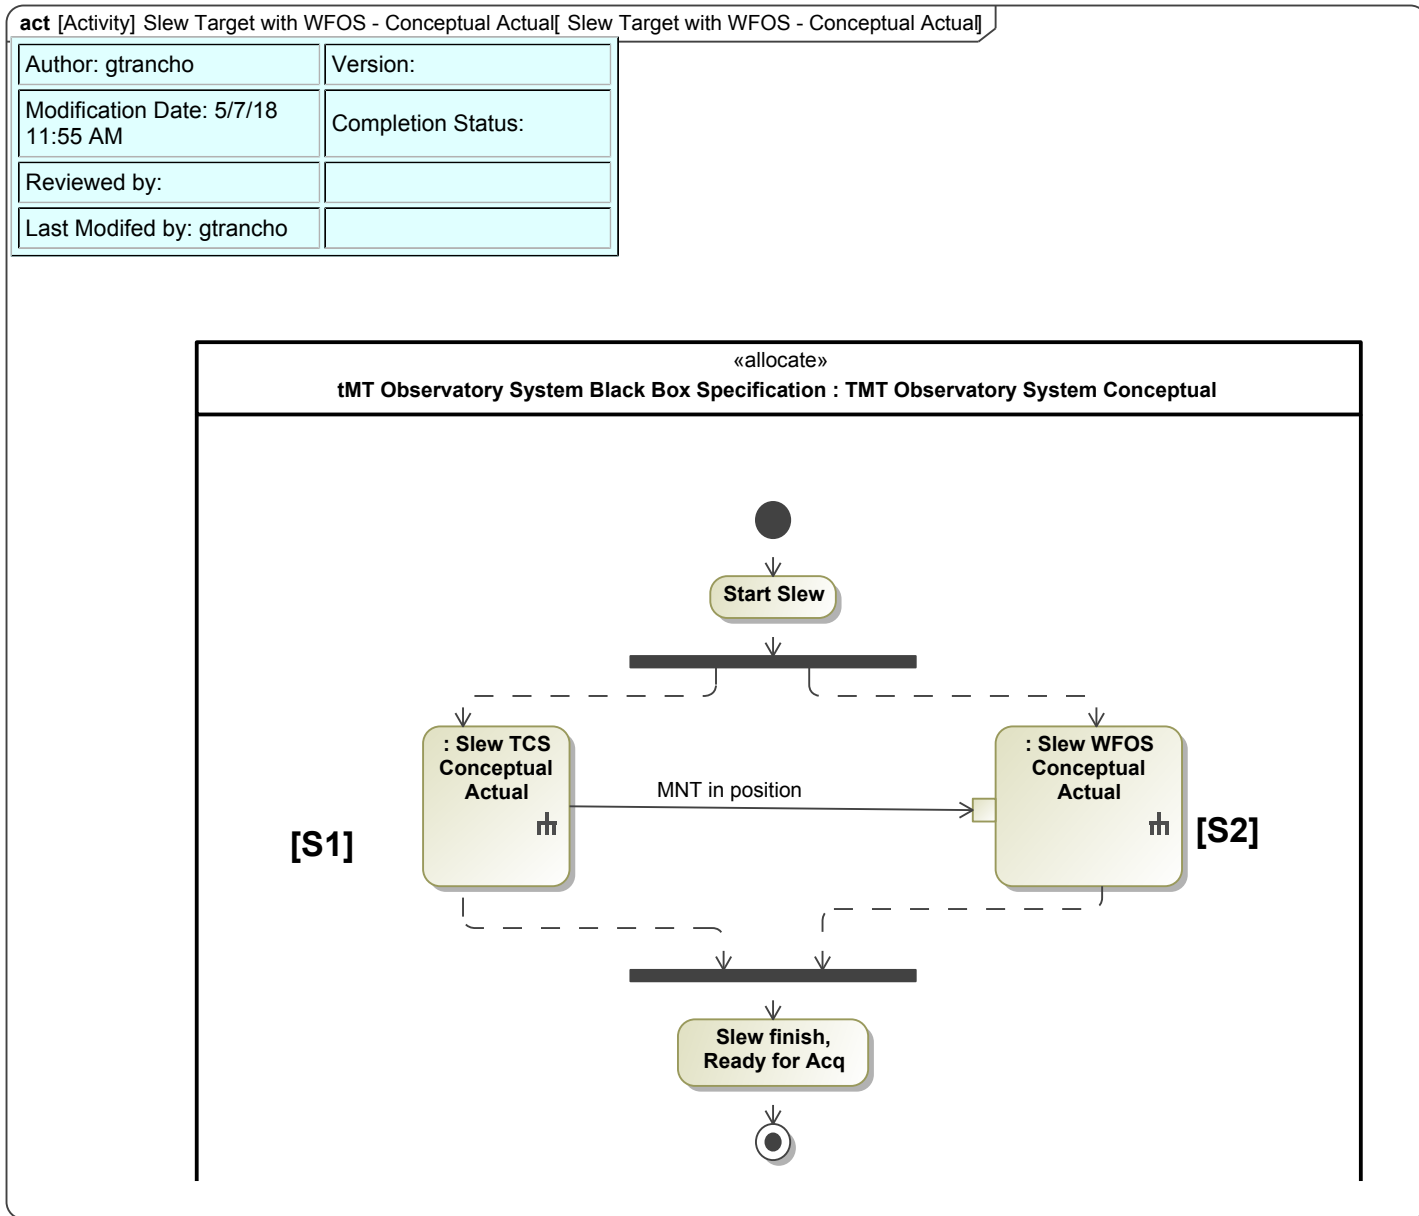 act [Activity] Slew Target with WFOS - Conceptual Actual[ Slew Target with WFOS - Conceptual Actual]
Author: gtrancho
Version:
Modification Date: 5/7/18
11:55 AM
Completion Status:
Reviewed by:
Last Modifed by: gtrancho
«allocate»
tMT Observatory System Black Box Specification : TMT Observatory System Conceptual
Start Slew
: Slew TCS
Conceptual
Actual
MNT in position
: Slew WFOS
Conceptual
Actual
[S1]
[S2]
Slew finish,
Ready for Acq